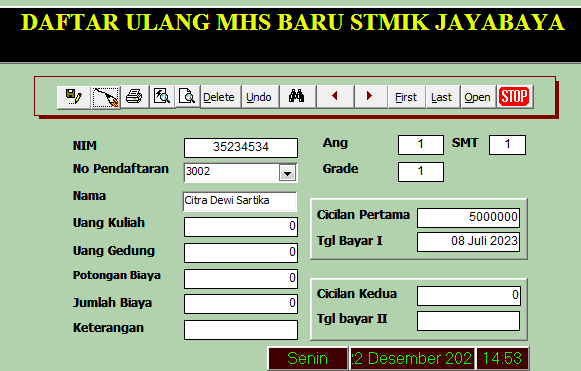 DAFTAR ULANG MHS BARU STMIK JAYABAYA
Delete Undo First Last Open STOP
NIM 35234534 Ang 1 SMT 1
No Pendaftaran 3002 Grade 1
Nama Citra Dewi Sartika
Uang Kuliah 0 Cicilan Pertama 5000000
Uang Gedung 0 Tgl Bayar I 08 Juli 2023
Potongan Biaya 0
Jumlah Biaya 0 Cicilan Kedua 0
Keterangan Tgl bayar II
Senin 2 Desember 202 14:53